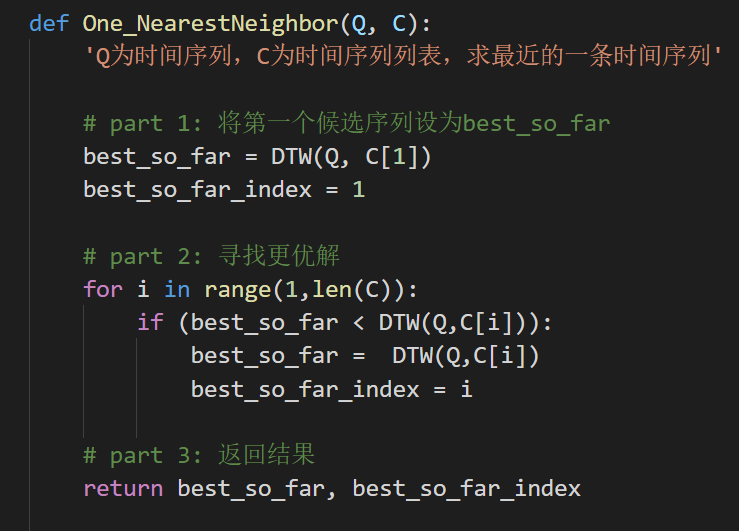 def One_NearestNeighbor(Q, C):
    'Q为时间序列，C为时间序列列表，求最近的一条时间序列'
    # part 1: 将第一个候选序列设为best_so_far
    best_so_far = DTW(Q, C[1])
    best_so_far_index = 1
    # part 2: 寻找更优解
    for i in range(1,len(C)):
        if (best_so_far < DTW(Q,C[i])):
            best_so_far =  DTW(Q,C[i])
            best_so_far_index = i
    # part 3: 返回结果
    return best_so_far, best_so_far_index